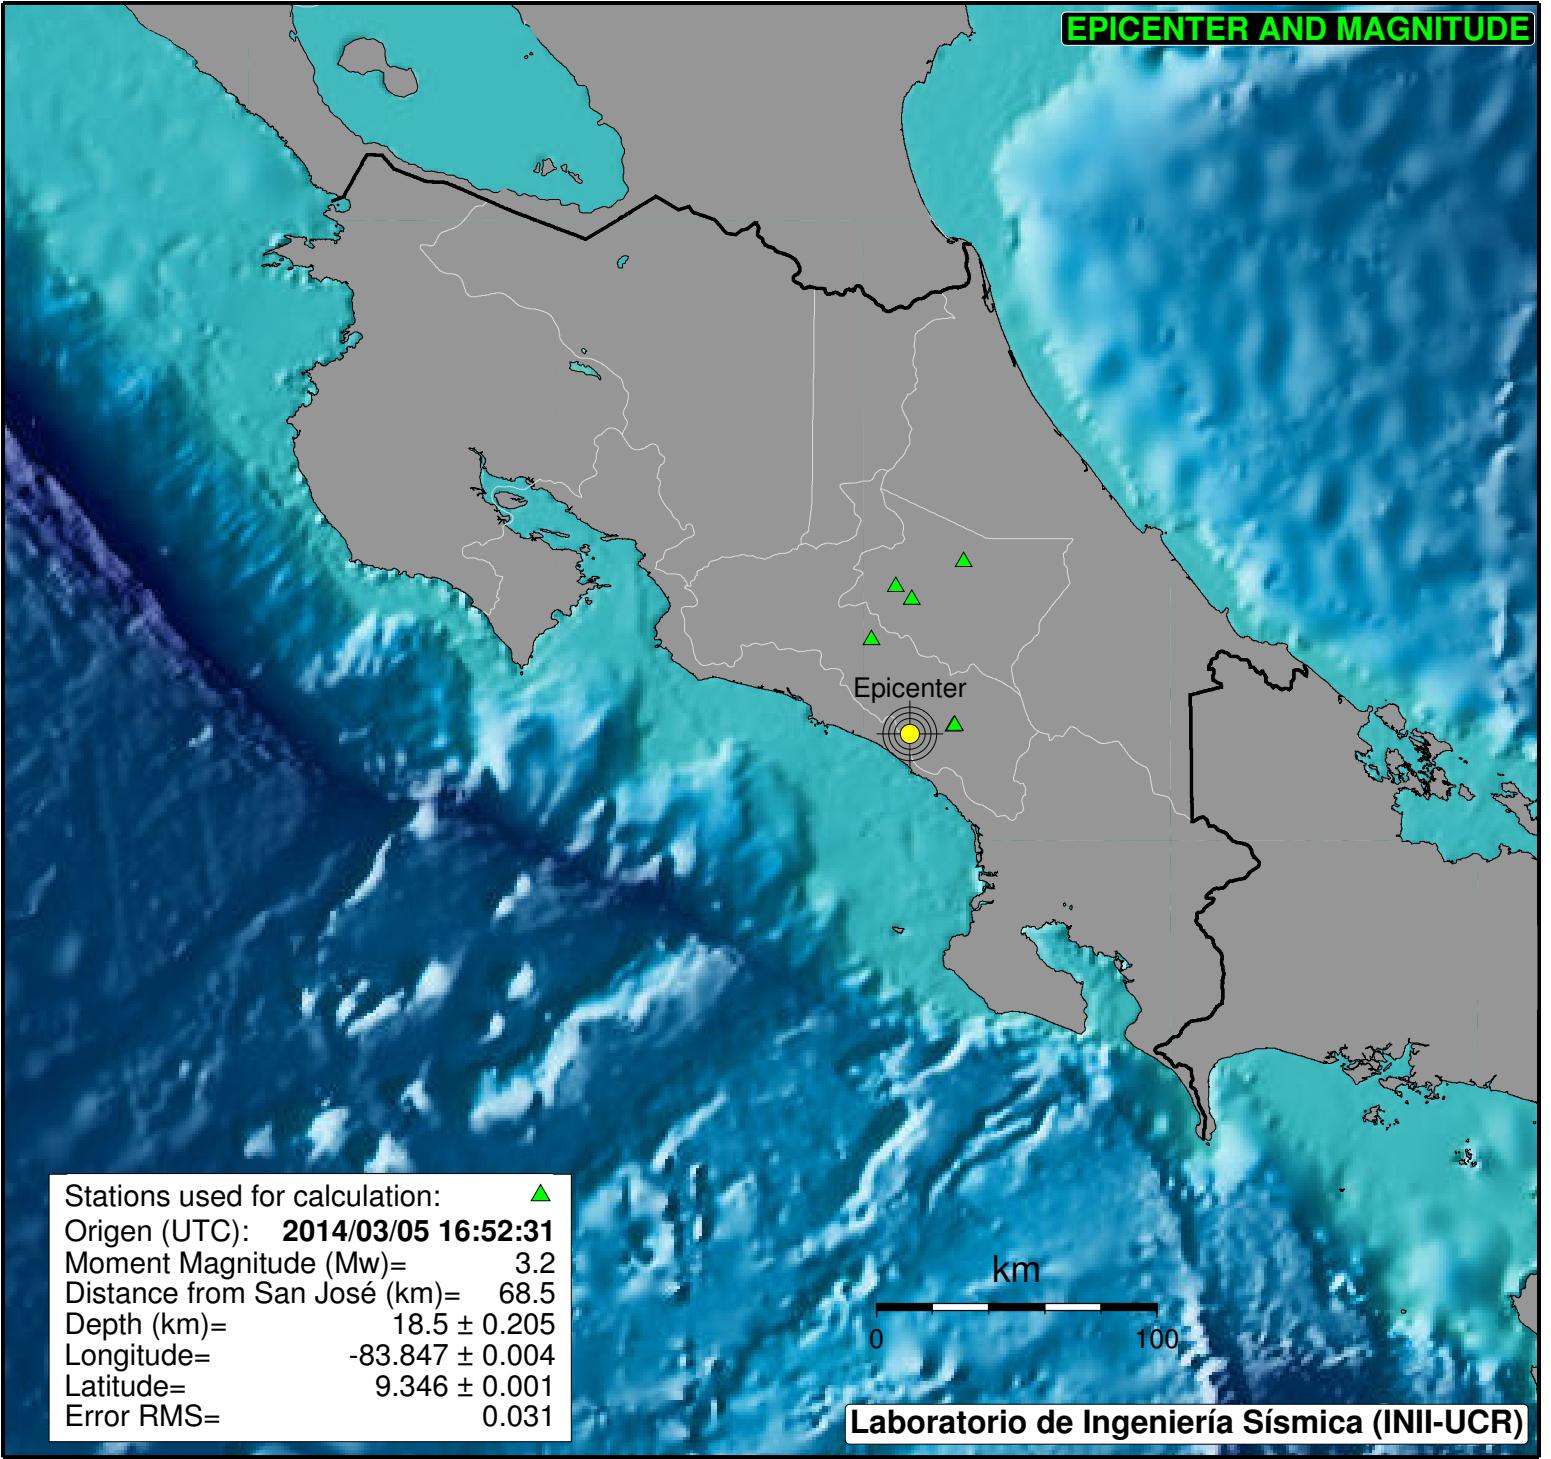 EPICENTER AND MAGNITUDE
Epicenter
Stations used for calculation:
Origen (UTC): 2014/03/05 16:52:31
Moment Magnitude (Mw)= 3.2
Distance from San José (km)= 68.5
Depth (km)= 18.5 ± 0.205
Longitude= -83.847 ± 0.004
Latitude= 9.346 ± 0.001
Error RMS= 0.031
km
0 100
Laboratorio de Ingeniería Sísmica (INII-UCR)